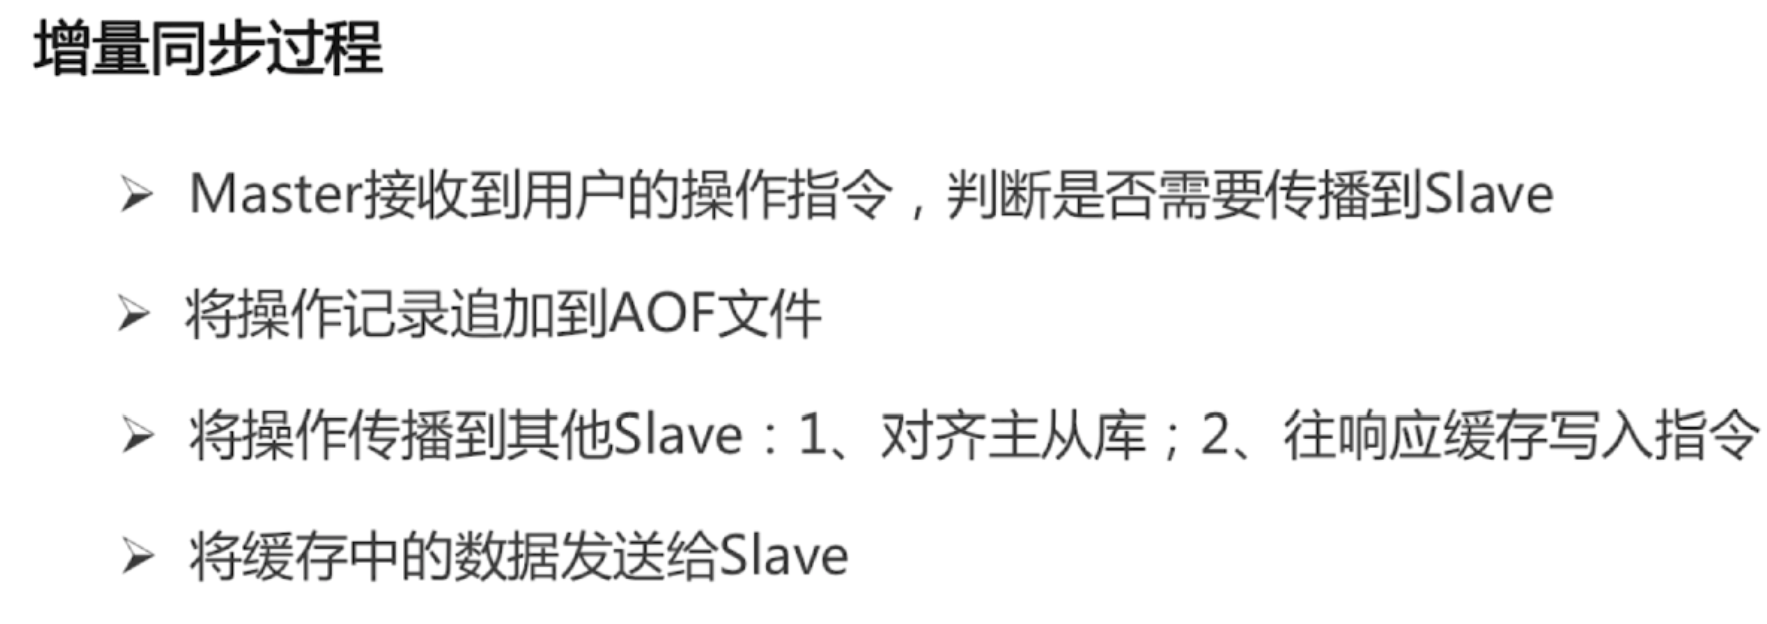 增量同步过程
➢ Master接收到用户的操作指令，判断是否需要传播到Slave
➢ 将操作记录追加到AOF文件
➢ 将操作传播到其他Slave：1、对齐主从库；2、往响应缓存写入指令
➢ 将缓存中的数据发送给Slave